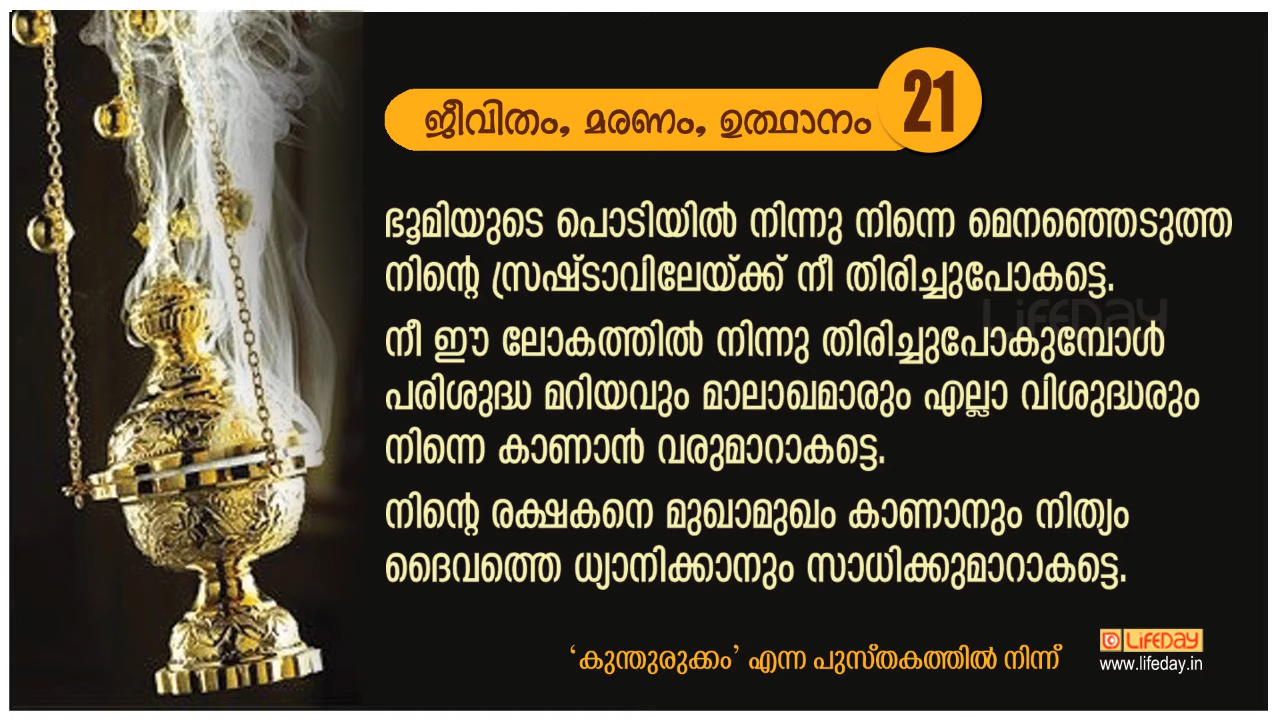 ജീവിതം, മരണം, ഉത്ഥാനം 21
ഭൂമിയുടെ പൊടിയിൽ നിന്നു നിന്നെ മെനഞ്ഞെടുത്ത
നിന്റെ സ്രഷ്ടാവിലേയ്ക്ക് നീ തിരിച്ചുപോകട്ടെ.
LIFEDAY
നീ ഈ ലോകത്തിൽ നിന്നു തിരിച്ചുപോകുമ്പോൾ
പരിശുദ്ധ മറിയവും മാലാഖമാരും എല്ലാ വിശുദ്ധരും
നിന്നെ കാണാൻ വരുമാറാകട്ടെ.
നിന്റെ രക്ഷകനെ മുഖാമുഖം കാണാനും നിത്യം
ദൈവത്തെ ധ്യാനിക്കാനും സാധിക്കുമാറാകട്ടെ.
‘കുന്തുരുക്കം’ എന്ന പുസ്തകത്തിൽ നിന്ന്
LIFEDAY
www.lifeday.in